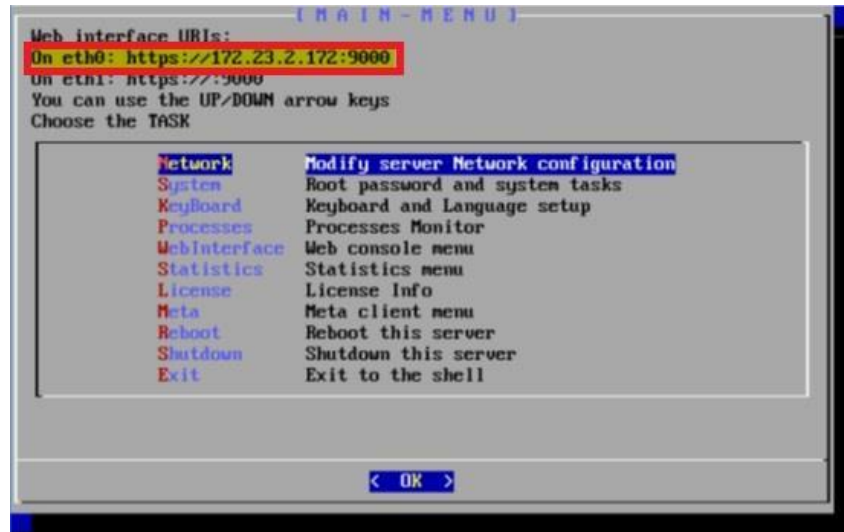 [ M A I N - M E N U ]
Web interface URIs:
On eth0: https://172.23.2.172:9000
On eth1: https://:9000
You can use the UP/DOWN arrow keys
Choose the TASK
Network Modify server Network configuration
System Root password and system tasks
KeyBoard Keyboard and Language setup
Processes Processes Monitor
WebInterface Web console menu
Statistics Statistics menu
License License Info
Meta Meta client menu
Reboot Reboot this server
Shutdown Shutdown this server
Exit Exit to the shell
< OK >